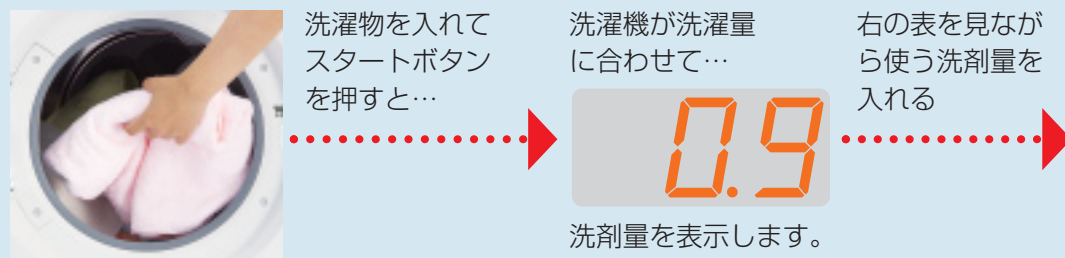 洗濯物を入れて
スタートボタン
を押すと…
洗濯機が洗濯量
に合わせて…
0.9
洗剤量を表示します。
右の表を見なが
ら使う洗剤量を
入れる